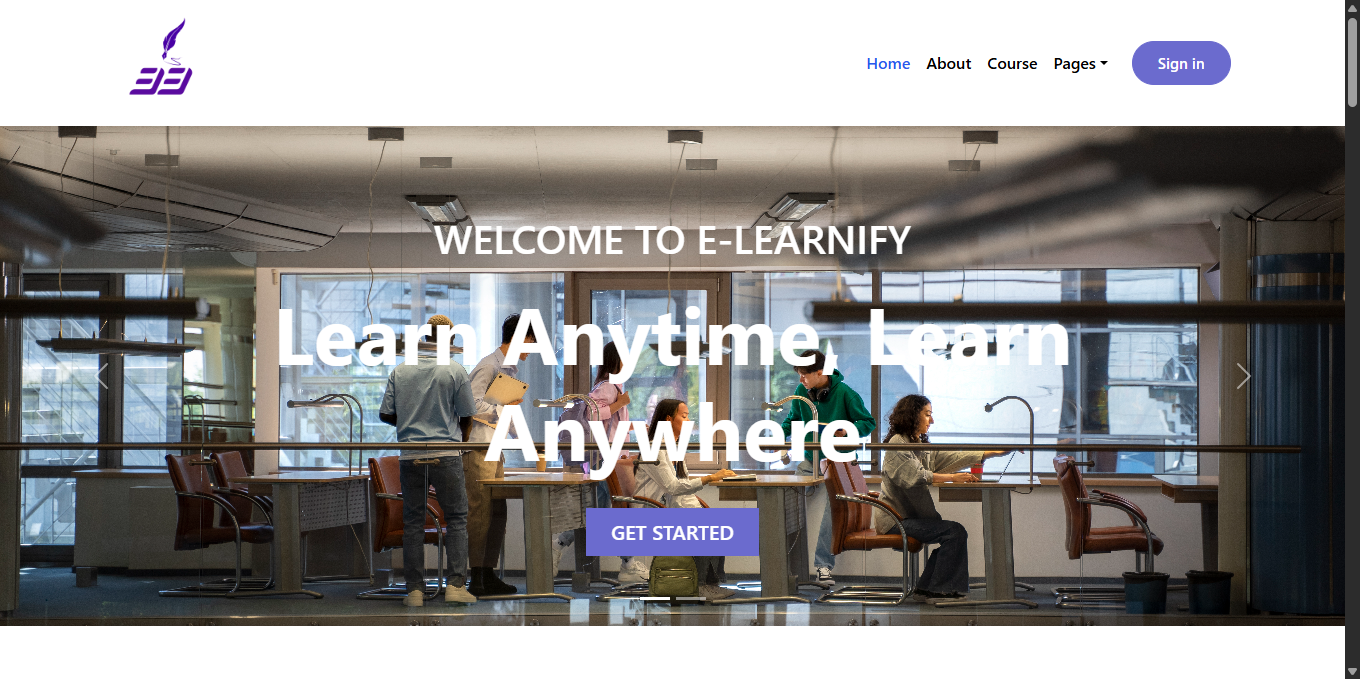 Home About Course Pages Sign in
WELCOME TO E-LEARNIFY
Learn Anytime, Learn
Anywhere
GET STARTED